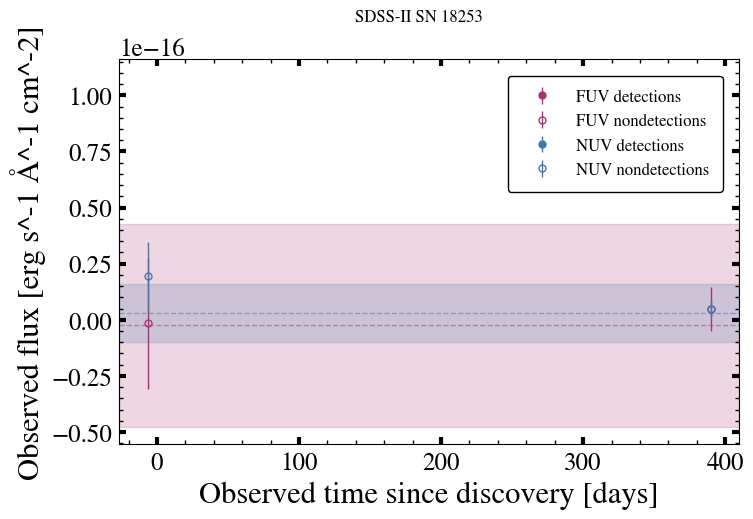 SDSS-II SN 18253
1e−16
Observed flux [erg s^-1 Å^-1 cm^-2]
1.00
0.75
0.50
0.25
0.00
−0.25
−0.50
FUV detections
FUV nondetections
NUV detections
NUV nondetections
0 100 200 300 400
Observed time since discovery [days]